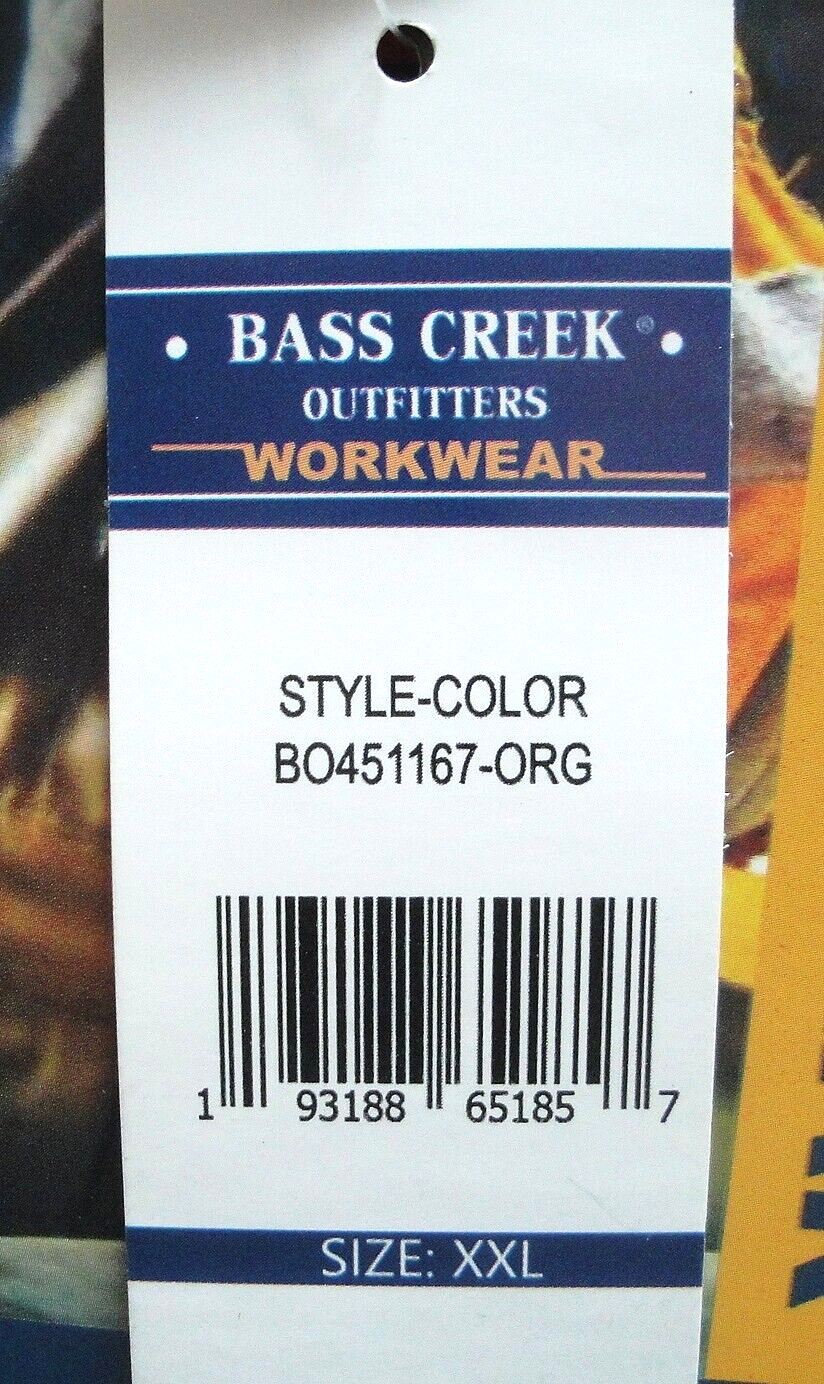 • BASS CREEK® •
OUTFITTERS
WORKWEAR
STYLE-COLOR
BO451167-ORG
1 93188 65185 7
SIZE: XXL